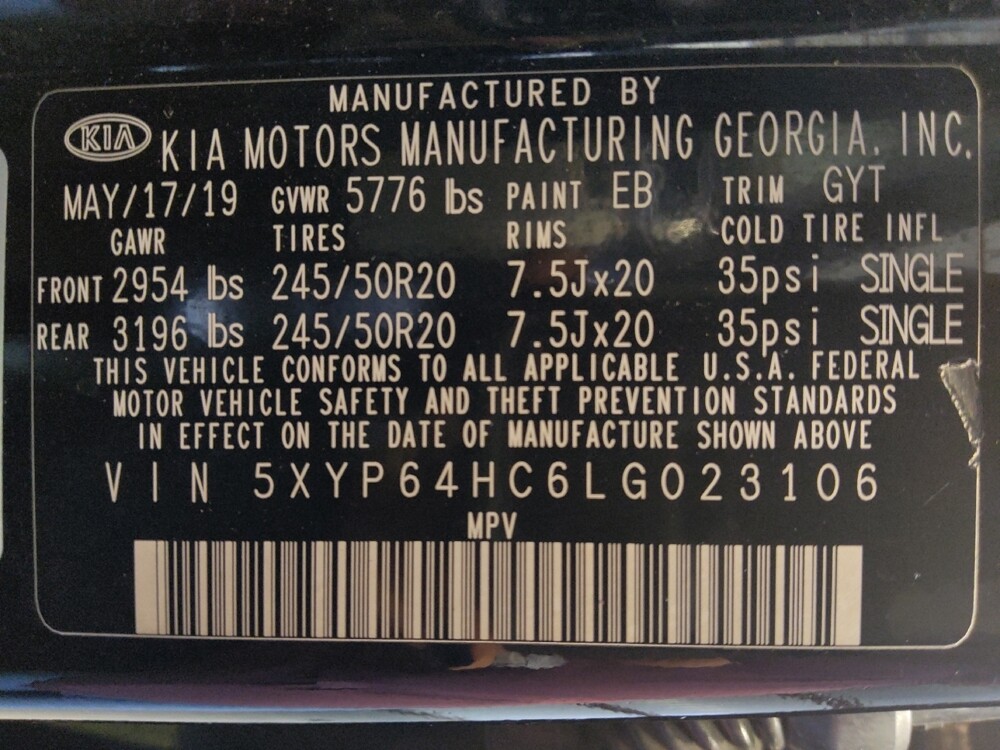 MANUFACTURED BY
KIA KIA MOTORS MANUFACTURING GEORGIA, INC.
MAY/17/19 GVWR 5776 lbs PAINT EB TRIM GYT
GAWR TIRES RIMS COLD TIRE INFL
FRONT 2954 lbs 245/50R20 7.5Jx20 35psi SINGLE
REAR 3196 lbs 245/50R20 7.5Jx20 35psi SINGLE
THIS VEHICLE CONFORMS TO ALL APPLICABLE U.S.A. FEDERAL
MOTOR VEHICLE SAFETY AND THEFT PREVENTION STANDARDS
IN EFFECT ON THE DATE OF MANUFACTURE SHOWN ABOVE
VIN 5XYP64HC6LG023106
MPV